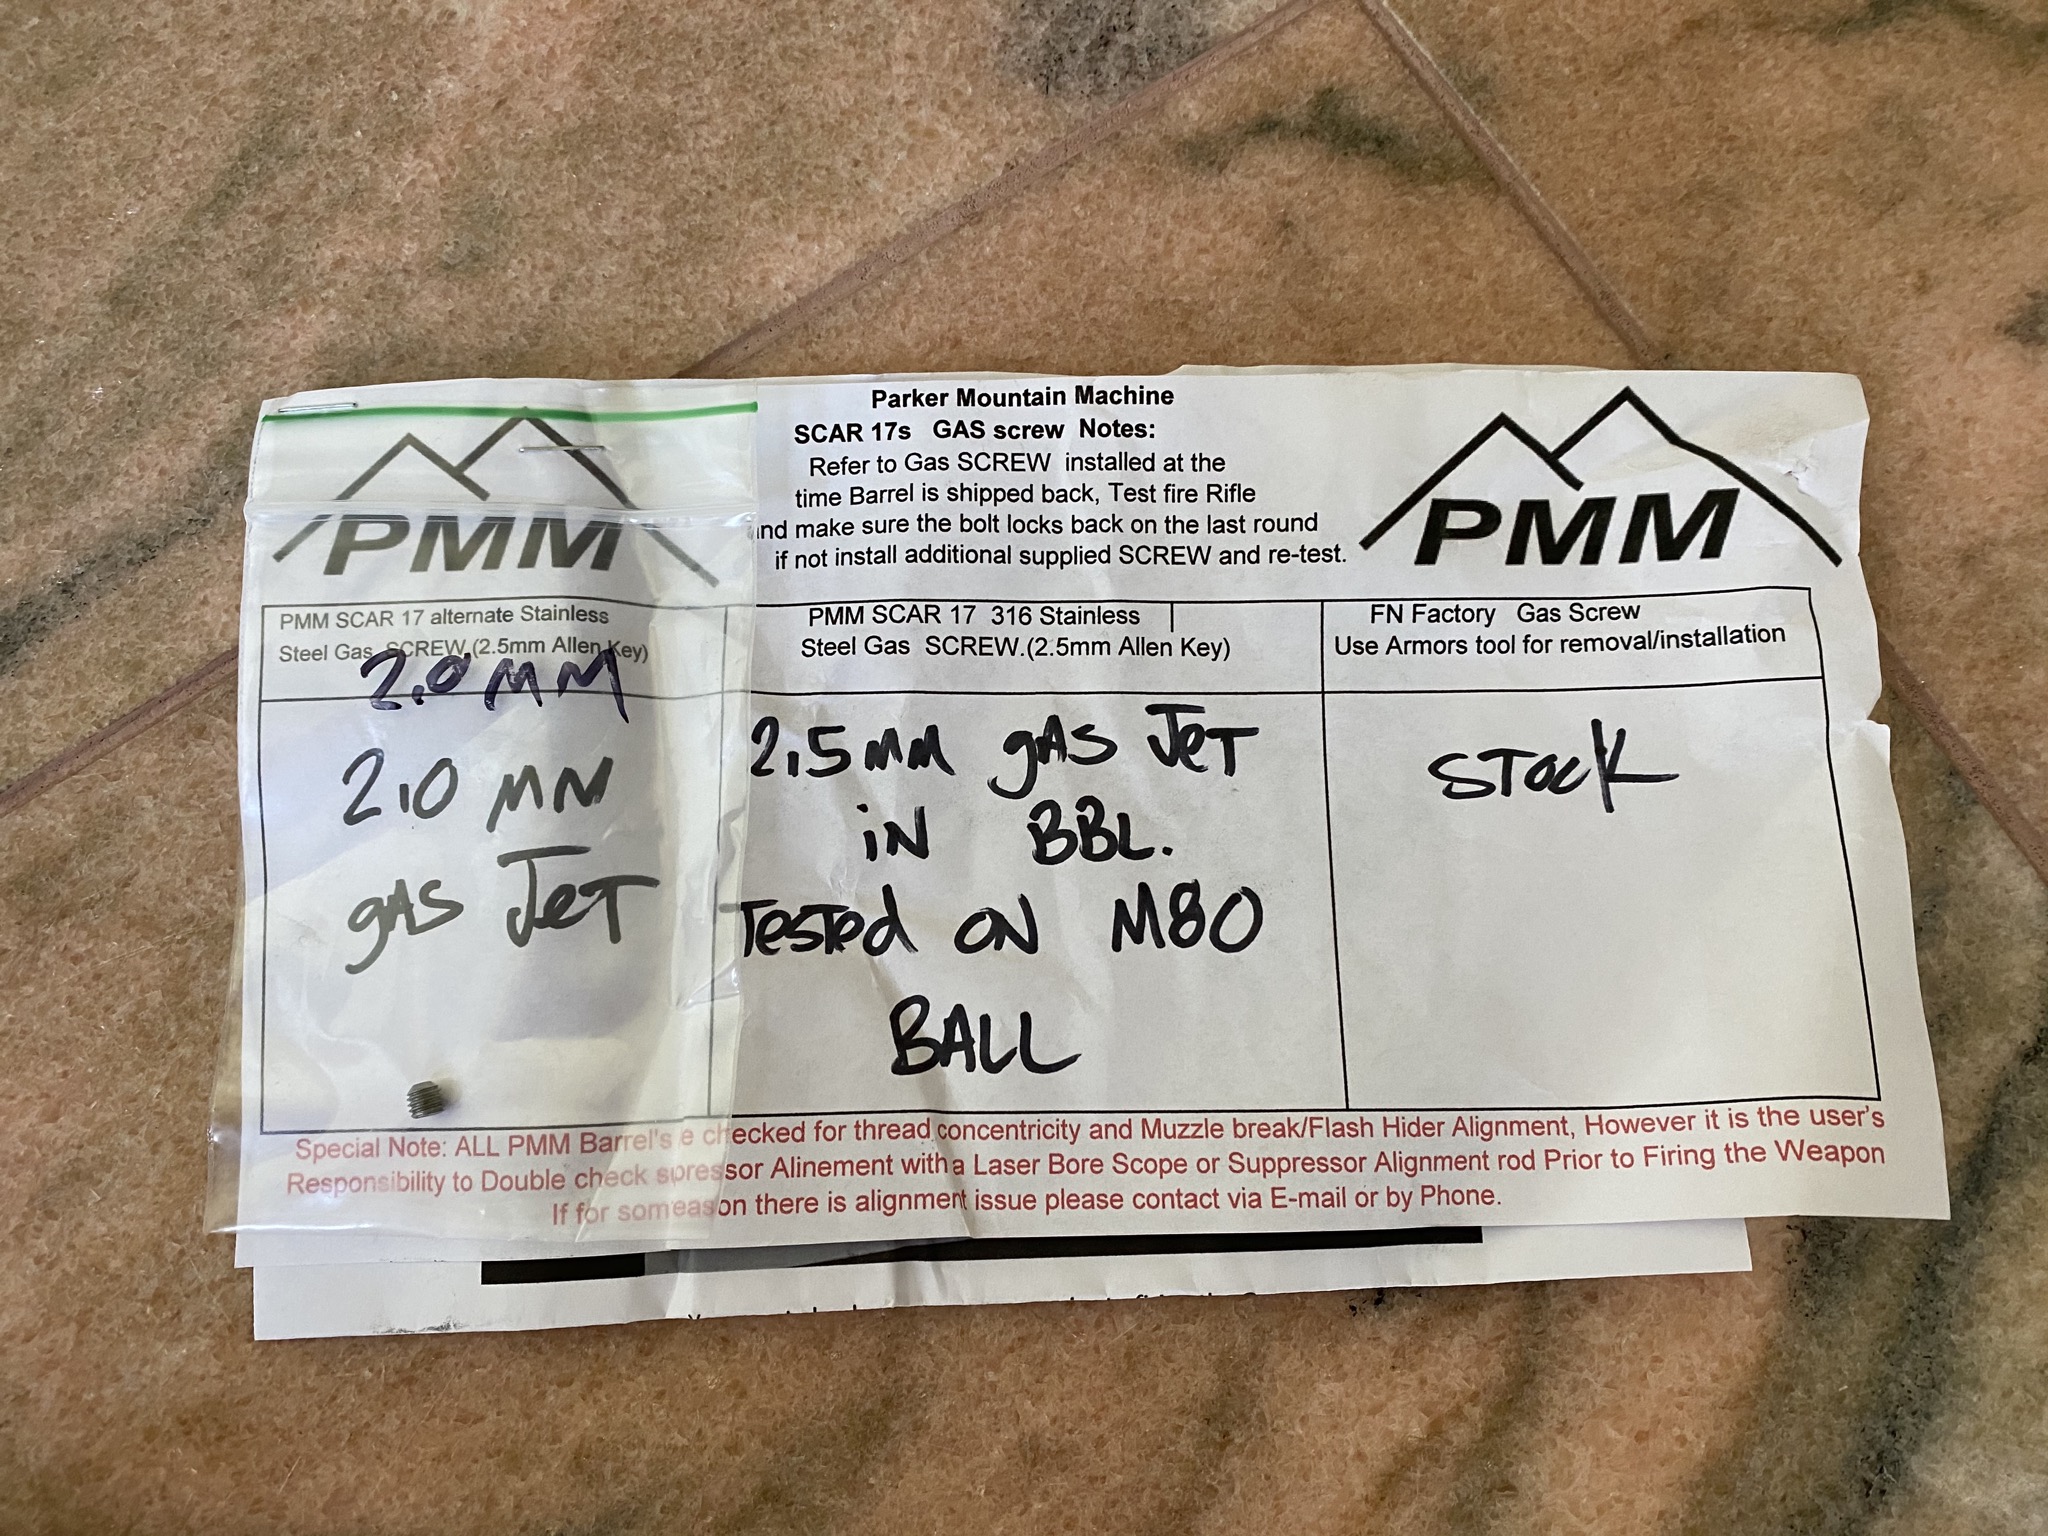 Parker Mountain Machine
SCAR 17s GAS screw Notes:
Refer to Gas SCREW installed at the
time Barrel is shipped back, Test fire Rifle
nd make sure the bolt locks back on the last round
if not install additional supplied SCREW and re-test.
PMM
PMM
PMM SCAR 17 alternate Stainless
Steel Gas SCREW.(2.5mm Allen Key)
2.0 MM
2.0 MM
gAS JeT
PMM SCAR 17 316 Stainless
Steel Gas SCREW.(2.5mm Allen Key)
2.5mm gAS JeT
iN BBL.
TesTed ON M80
BALL
FN Factory Gas Screw
Use Armors tool for removal/installation
STock
Special Note: ALL PMM Barrel's e checked for thread concentricity and Muzzle break/Flash Hider Alignment, However it is the user's
Responsibility to Double check supressor Alinement with a Laser Bore Scope or Suppressor Alignment rod Prior to Firing the Weapon
If for someason there is alignment issue please contact via E-mail or by Phone.